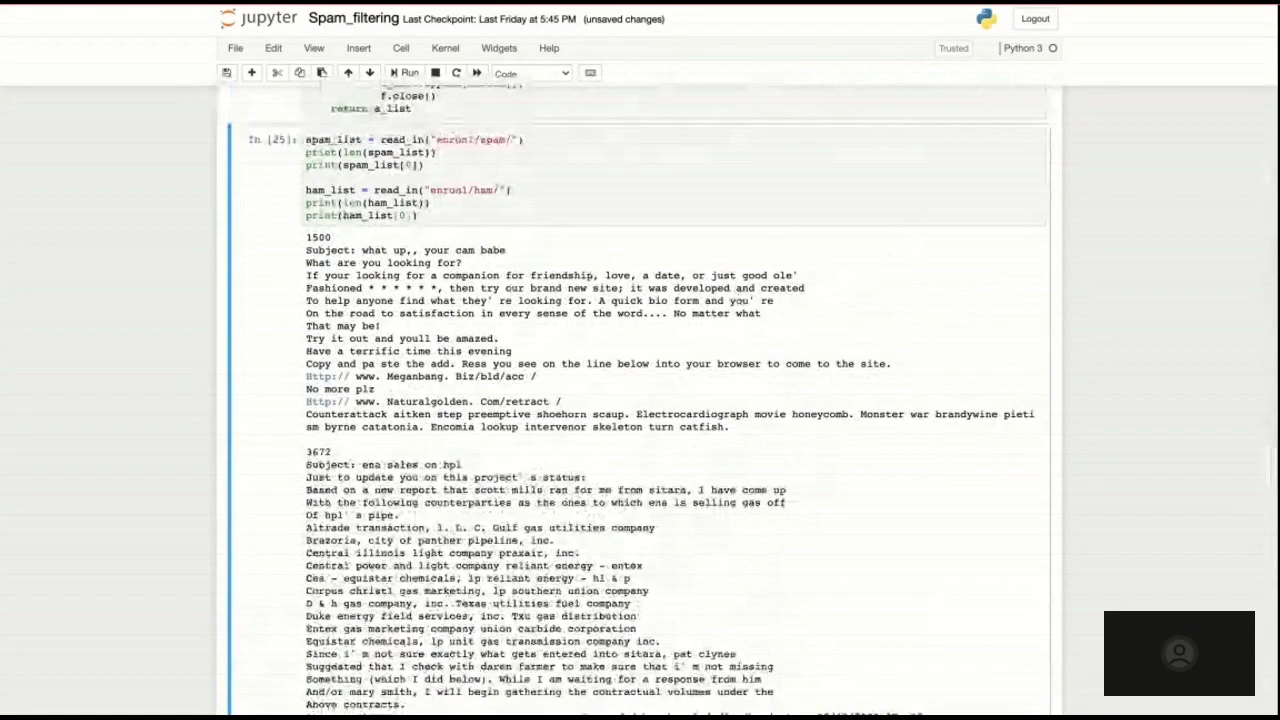 jupyter Spam_filtering Last Checkpoint: Last Friday at 5:45 PM (unsaved changes) Logout
File Edit View Insert Cell Kernel Widgets Help Trusted Python 3
Run Code
f.close()
return a_list
In [25]: spam_list = read_in("enron1/spam/")
print(len(spam_list))
print(spam_list[0])
ham_list = read_in("enron1/ham/")
print(len(ham_list))
print(ham_list[0])
1500
Subject: what up,, your cam babe
What are you looking for?
If your looking for a companion for friendship, love, a date, or just good ole'
Fashioned * * * * * *, then try our brand new site; it was developed and created
To help anyone find what they' re looking for. A quick bio form and you' re
On the road to satisfaction in every sense of the word.... No matter what
That may be!
Try it out and youll be amazed.
Have a terrific time this evening
Copy and pa ste the add. Ress you see on the line below into your browser to come to the site.
Http:// www. Meganbang. Biz/bld/acc /
No more plz
Http:// www. Naturalgolden. Com/retract /
Counterattack aitken step preemptive shoehorn scaup. Electrocardiograph movie honeycomb. Monster war brandywine pieti
sm byrne catatonia. Encomia lookup intervenor skeleton turn catfish.
3672
Subject: ena sales on hpl
Just to update you on this project' s status:
Based on a new report that scott mills ran for me from sitara, I have come up
With the following counterparties as the ones to which ena is selling gas off
Of hpl' s pipe.
Altrade transaction, l. L. C. Gulf gas utilities company
Brazoria, city of panther pipeline, inc.
Central illinois light company praxair, inc.
Central power and light company reliant energy - entex
Ces - equistar chemicals, lp reliant energy - hl & p
Corpus christi gas marketing, lp southern union company
D & h gas company, inc. Texas utilities fuel company
Duke energy field services, inc. Txu gas distribution
Entex gas marketing company union carbide corporation
Equistar chemicals, lp unit gas transmission company inc.
Since i' m not sure exactly what gets entered into sitara, pat clynes
Suggested that I check with daren farmer to make sure that i' m not missing
Something (which I did below). While I am waiting for a response from him
And/or mary smith, I will begin gathering the contractual volumes under the
Above contracts.